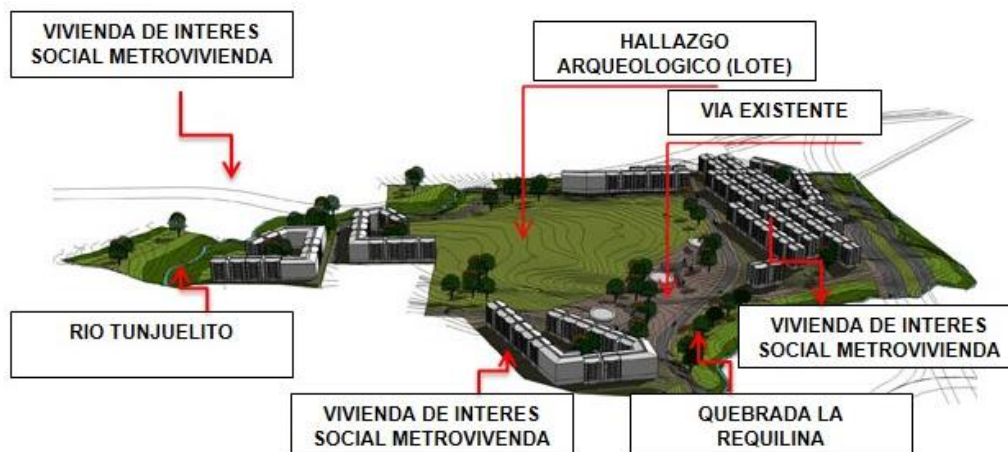 VIVIENDA DE INTERES
SOCIAL METROVIVIENDA
HALLAZGO
ARQUEOLOGICO (LOTE)
VIA EXISTENTE
RIO TUNJUELITO
VIVIENDA DE INTERES
SOCIAL METROVIVIENDA
VIVIENDA DE INTERES
SOCIAL METROVIVENDA
QUEBRADA LA
REQUILINA